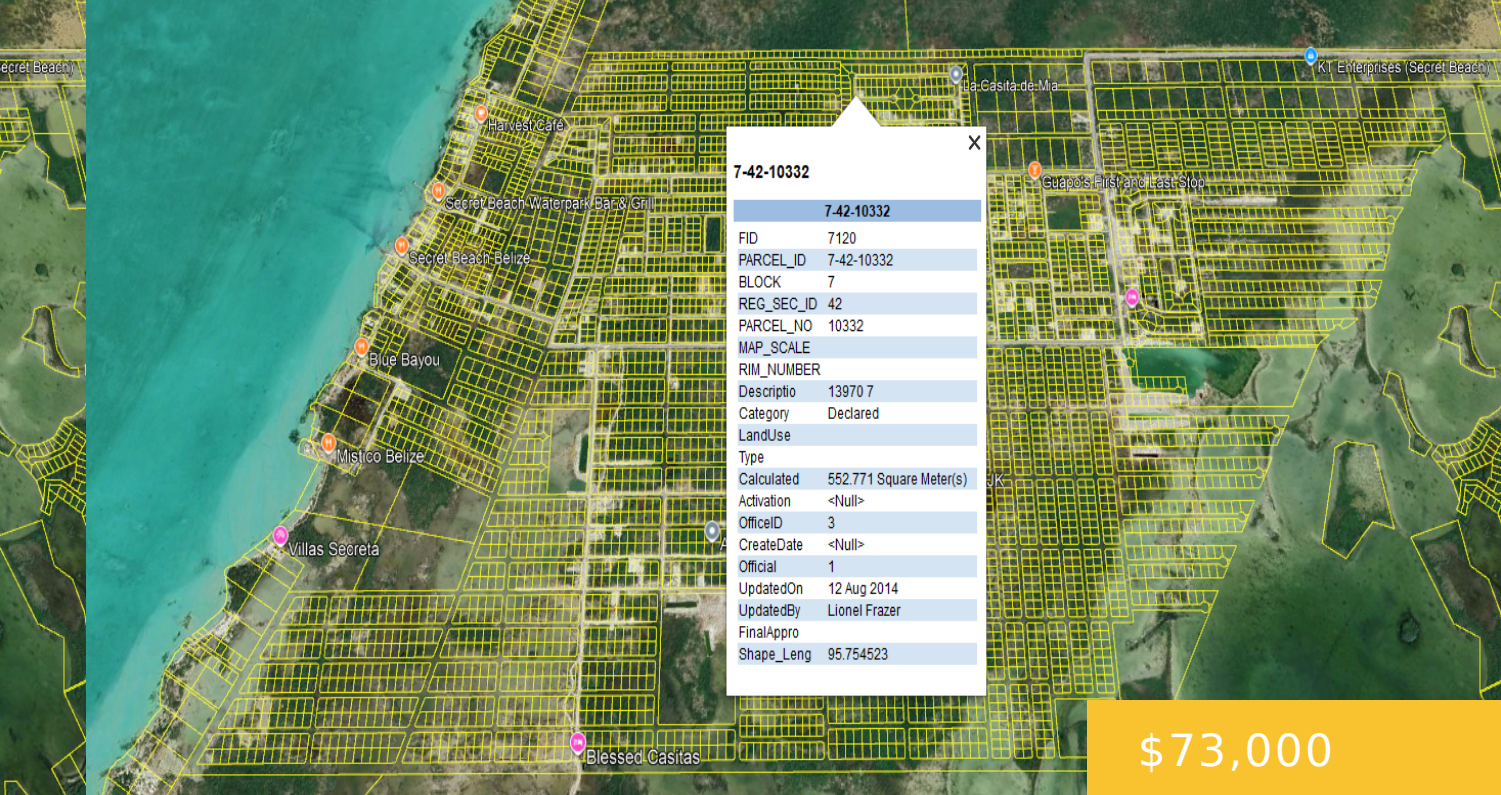 ecret Beach)
KT Enterprises (Secret Beach)
La Casita de Mia
Harvest Café
Guapo's First and Last Stop
Secret Beach Waterpark Bar & Grill
Secret Beach Belize
Blue Bayou
Mistico Belize
Villas Secreta
Blessed Casitas
JK
A
X
7-42-10332
7-42-10332
FID 7120
PARCEL_ID 7-42-10332
BLOCK 7
REG_SEC_ID 42
PARCEL_NO 10332
MAP_SCALE
RIM_NUMBER
Descriptio 13970 7
Category Declared
LandUse
Type
Calculated 552.771 Square Meter(s)
Activation <Null>
OfficeID 3
CreateDate <Null>
Official 1
UpdatedOn 12 Aug 2014
UpdatedBy Lionel Frazer
FinalAppro
Shape_Leng 95.754523
$73,000